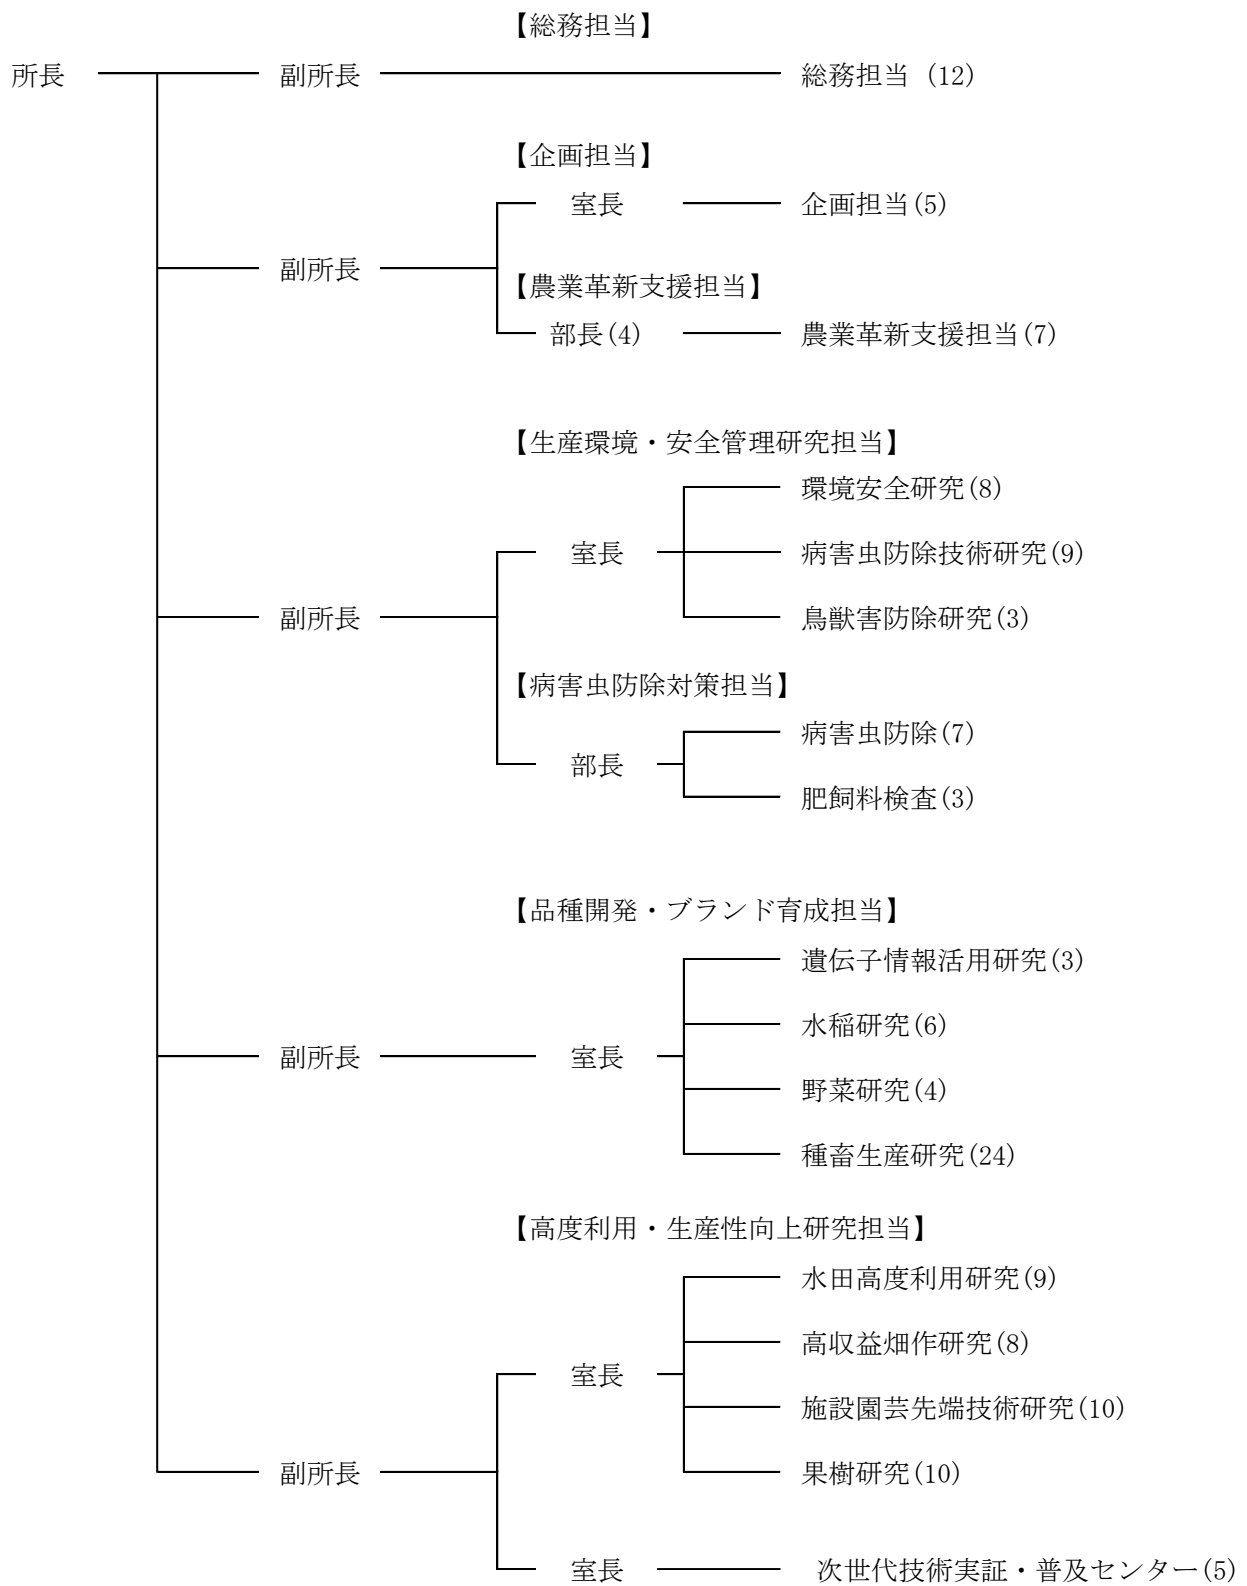 【総務担当】
所長 副所長 総務担当 (12)
【企画担当】
室長 企画担当(5)
副所長
【農業革新支援担当】
部長(4) 農業革新支援担当(7)
【生産環境・安全管理研究担当】
環境安全研究(8)
室長 病害虫防除技術研究(9)
副所長 鳥獣害防除研究(3)
【病害虫防除対策担当】
病害虫防除(7)
部長
肥飼料検査(3)
【品種開発・ブランド育成担当】
遺伝子情報活用研究(3)
水稲研究(6)
副所長 室長
野菜研究(4)
種畜生産研究(24)
【高度利用・生産性向上研究担当】
水田高度利用研究(9)
高収益畑作研究(8)
室長
施設園芸先端技術研究(10)
副所長 果樹研究(10)
室長 次世代技術実証・普及センター(5)